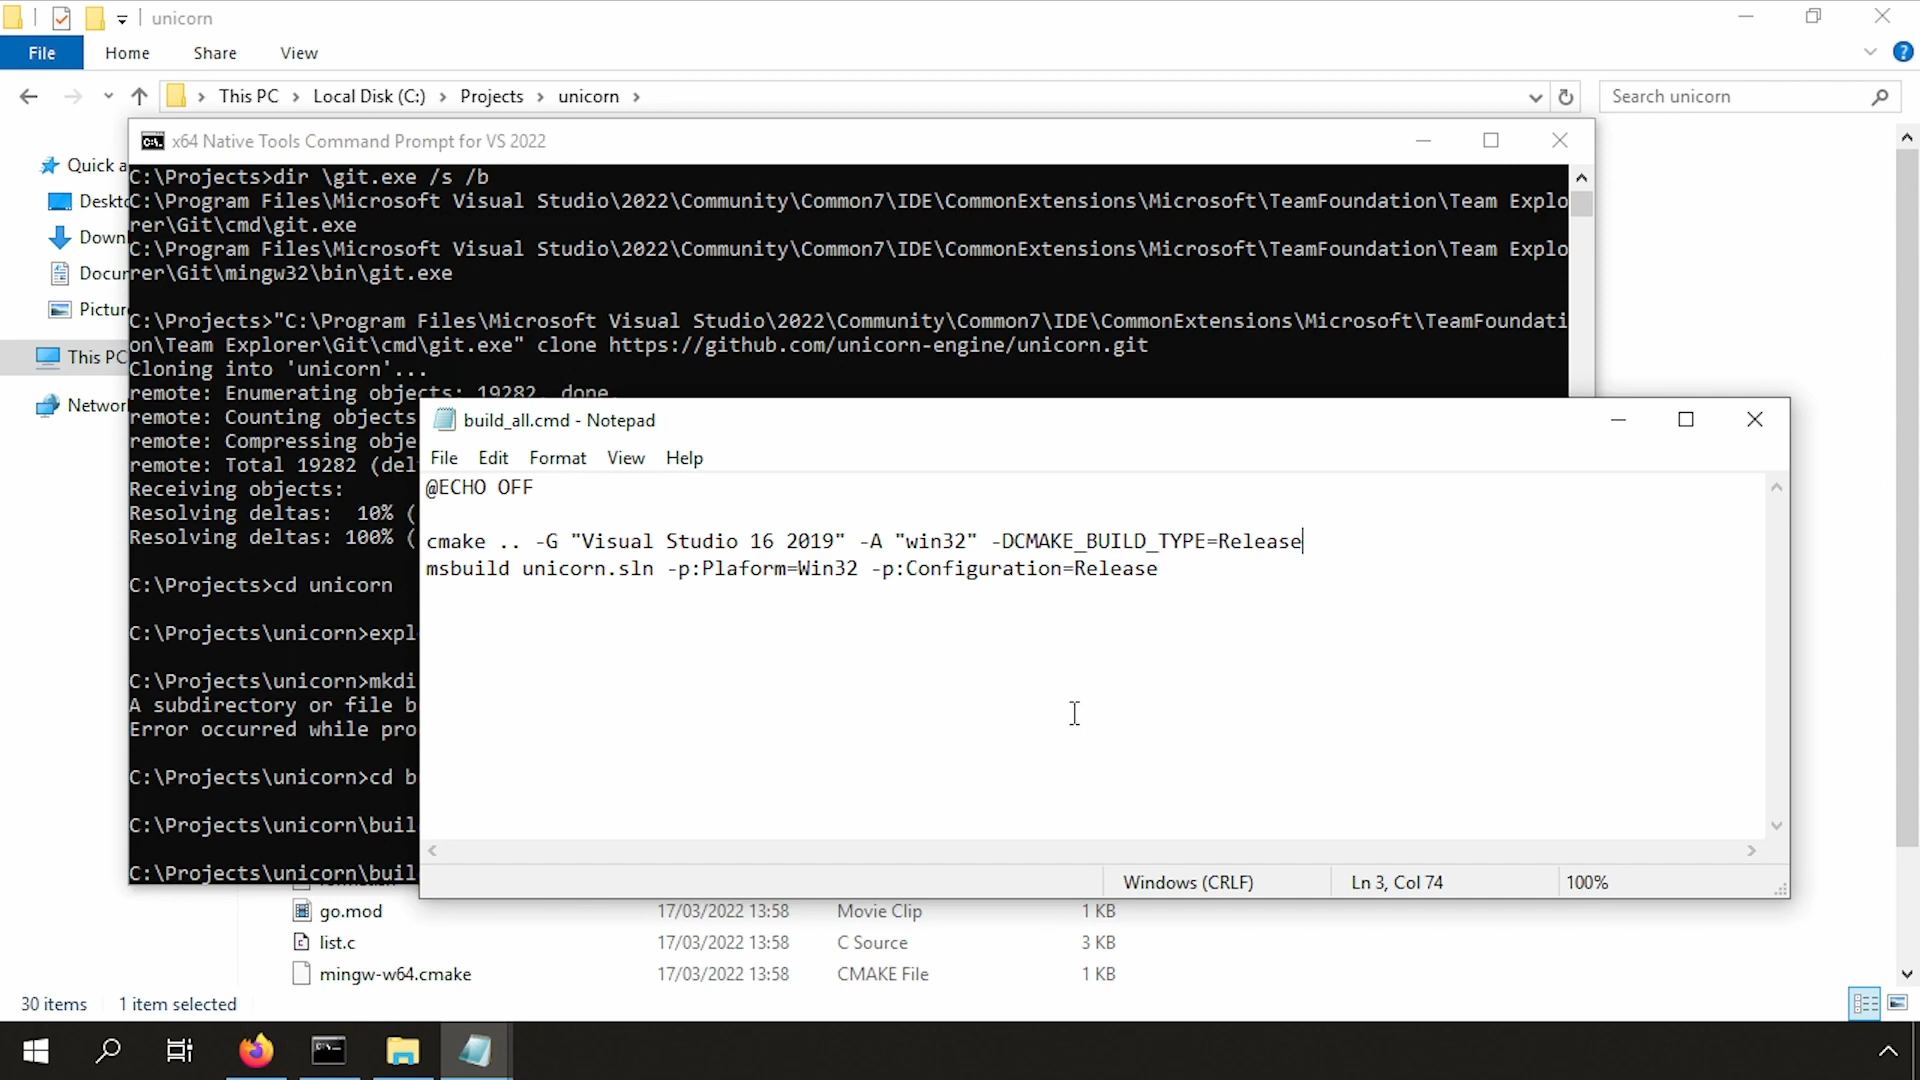 unicorn
File Home Share View
This PC Local Disk (C:) Projects unicorn Search unicorn
x64 Native Tools Command Prompt for VS 2022
Quick a
Deskto
Down
Docur
Pictur
This PC
Networ
C:\Projects>dir \git.exe /s /b
C:\Program Files\Microsoft Visual Studio\2022\Community\Common7\IDE\CommonExtensions\Microsoft\TeamFoundation\Team Explo
rer\Git\cmd\git.exe
C:\Program Files\Microsoft Visual Studio\2022\Community\Common7\IDE\CommonExtensions\Microsoft\TeamFoundation\Team Explo
rer\Git\mingw32\bin\git.exe
C:\Projects>"C:\Program Files\Microsoft Visual Studio\2022\Community\Common7\IDE\CommonExtensions\Microsoft\TeamFoundati
on\Team Explorer\Git\cmd\git.exe" clone https://github.com/unicorn-engine/unicorn.git
Cloning into 'unicorn'...
remote: Enumerating objects: 19282, done.
remote: Counting objects
remote: Compressing obje
remote: Total 19282 (del
Receiving objects:
Resolving deltas: 10% (
Resolving deltas: 100% (
C:\Projects>cd unicorn
C:\Projects\unicorn>expl
C:\Projects\unicorn>mkdi
A subdirectory or file b
Error occurred while pro
C:\Projects\unicorn>cd b
C:\Projects\unicorn\buil
C:\Projects\unicorn\buil
build_all.cmd - Notepad
File Edit Format View Help
@ECHO OFF
cmake .. -G "Visual Studio 16 2019" -A "win32" -DCMAKE_BUILD_TYPE=Release
msbuild unicorn.sln -p:Plaform=Win32 -p:Configuration=Release
Windows (CRLF) Ln 3, Col 74 100%
go.mod 17/03/2022 13:58 Movie Clip 1 KB
list.c 17/03/2022 13:58 C Source 3 KB
mingw-w64.cmake 17/03/2022 13:58 CMAKE File 1 KB
30 items 1 item selected